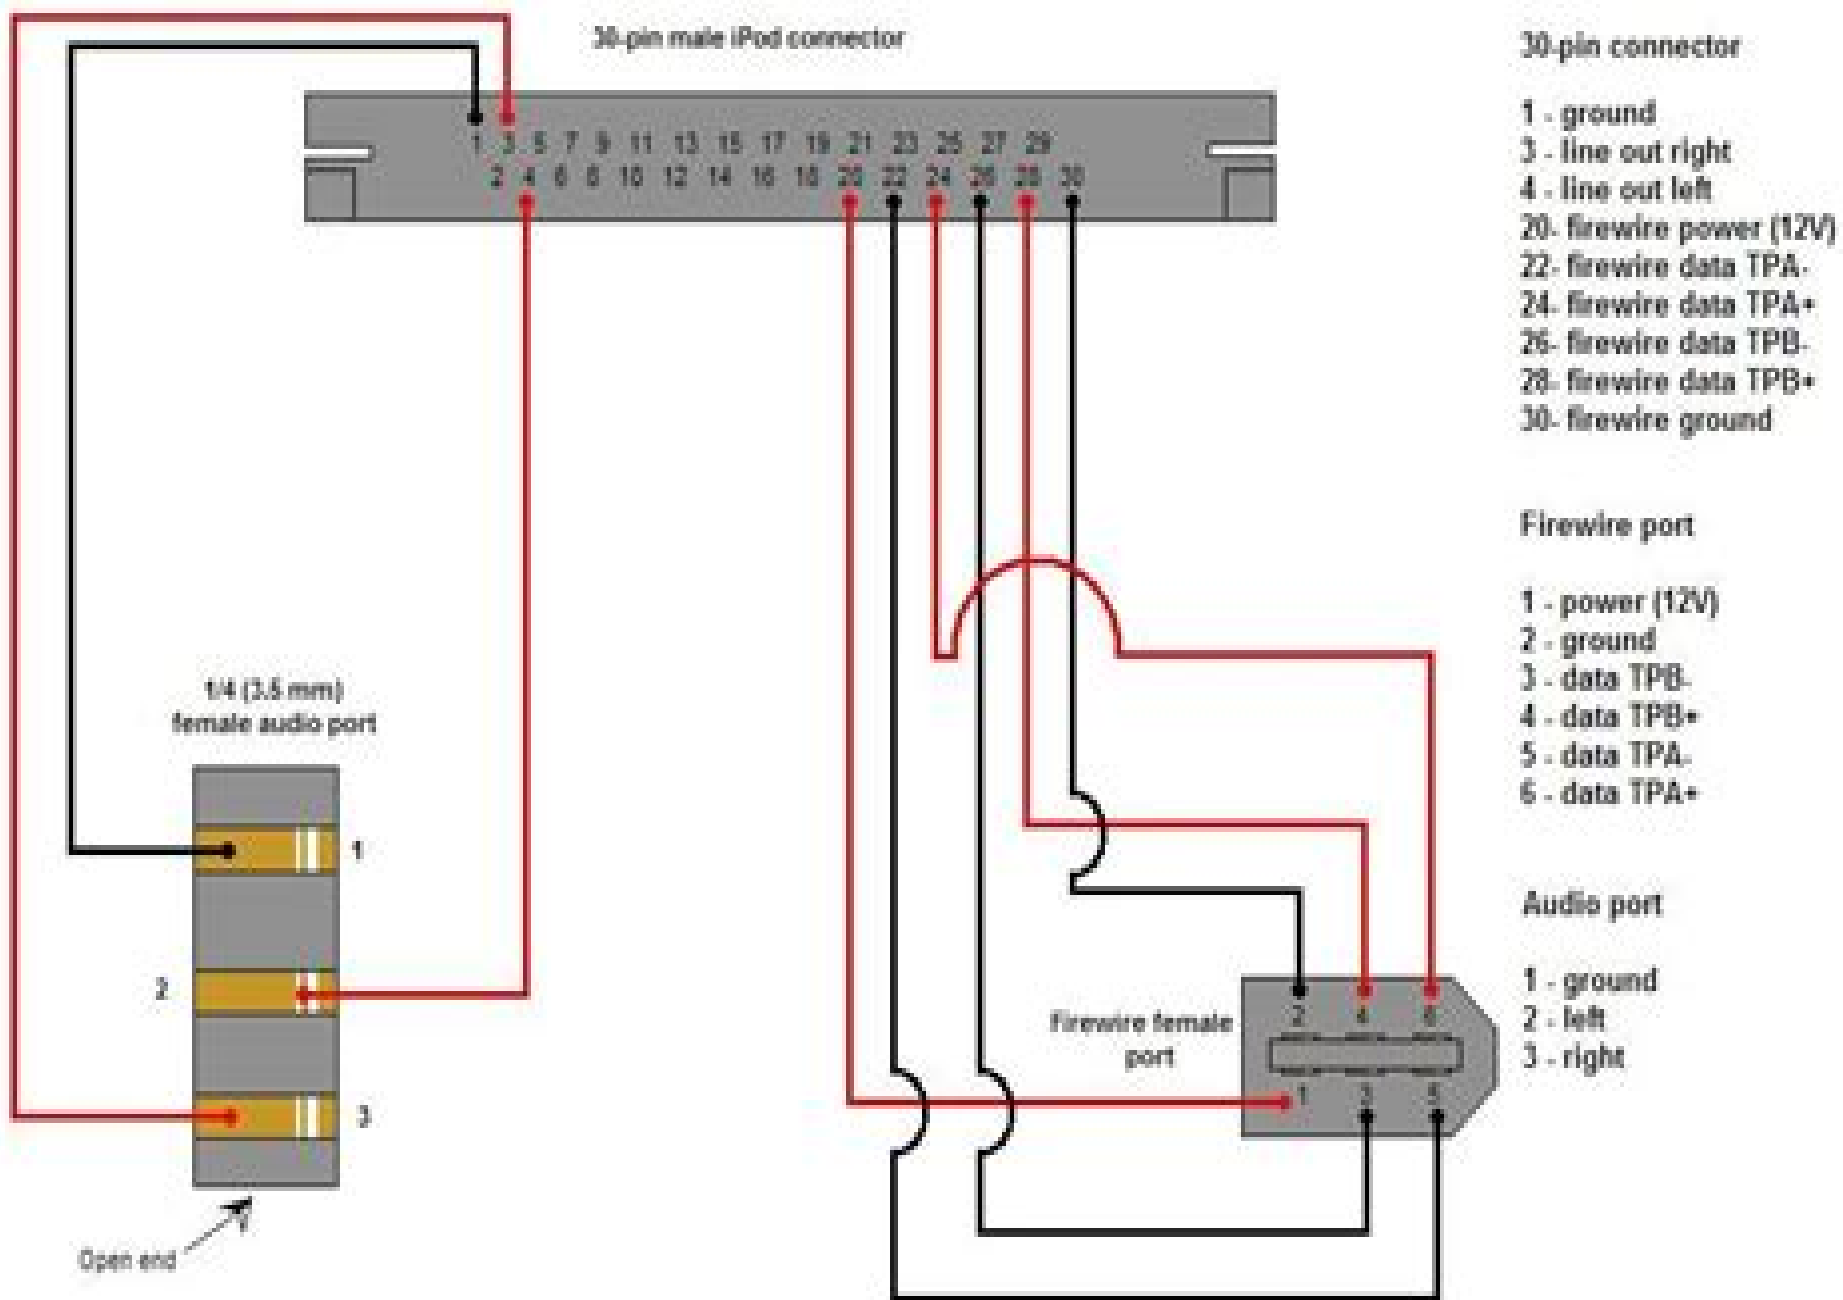 30-pin male iPod connector
1 3 5 7 9 11 13 15 17 19 21 23 25 27 29
2 4 6 8 10 12 14 16 18 20 22 24 26 28 30
1/4 (3.5 mm)
female audio port
1
2
3
Open end
Firewire female
port
2 4 6
1 3 5
30-pin connector
1 - ground
3 - line out right
4 - line out left
20- firewire power (12V)
22- firewire data TPA-
24- firewire data TPA+
26- firewire data TPB-
28- firewire data TPB+
30- firewire ground
Firewire port
1 - power (12V)
2 - ground
3 - data TPB-
4 - data TPB+
5 - data TPA-
6 - data TPA+
Audio port
1 - ground
2 - left
3 - right